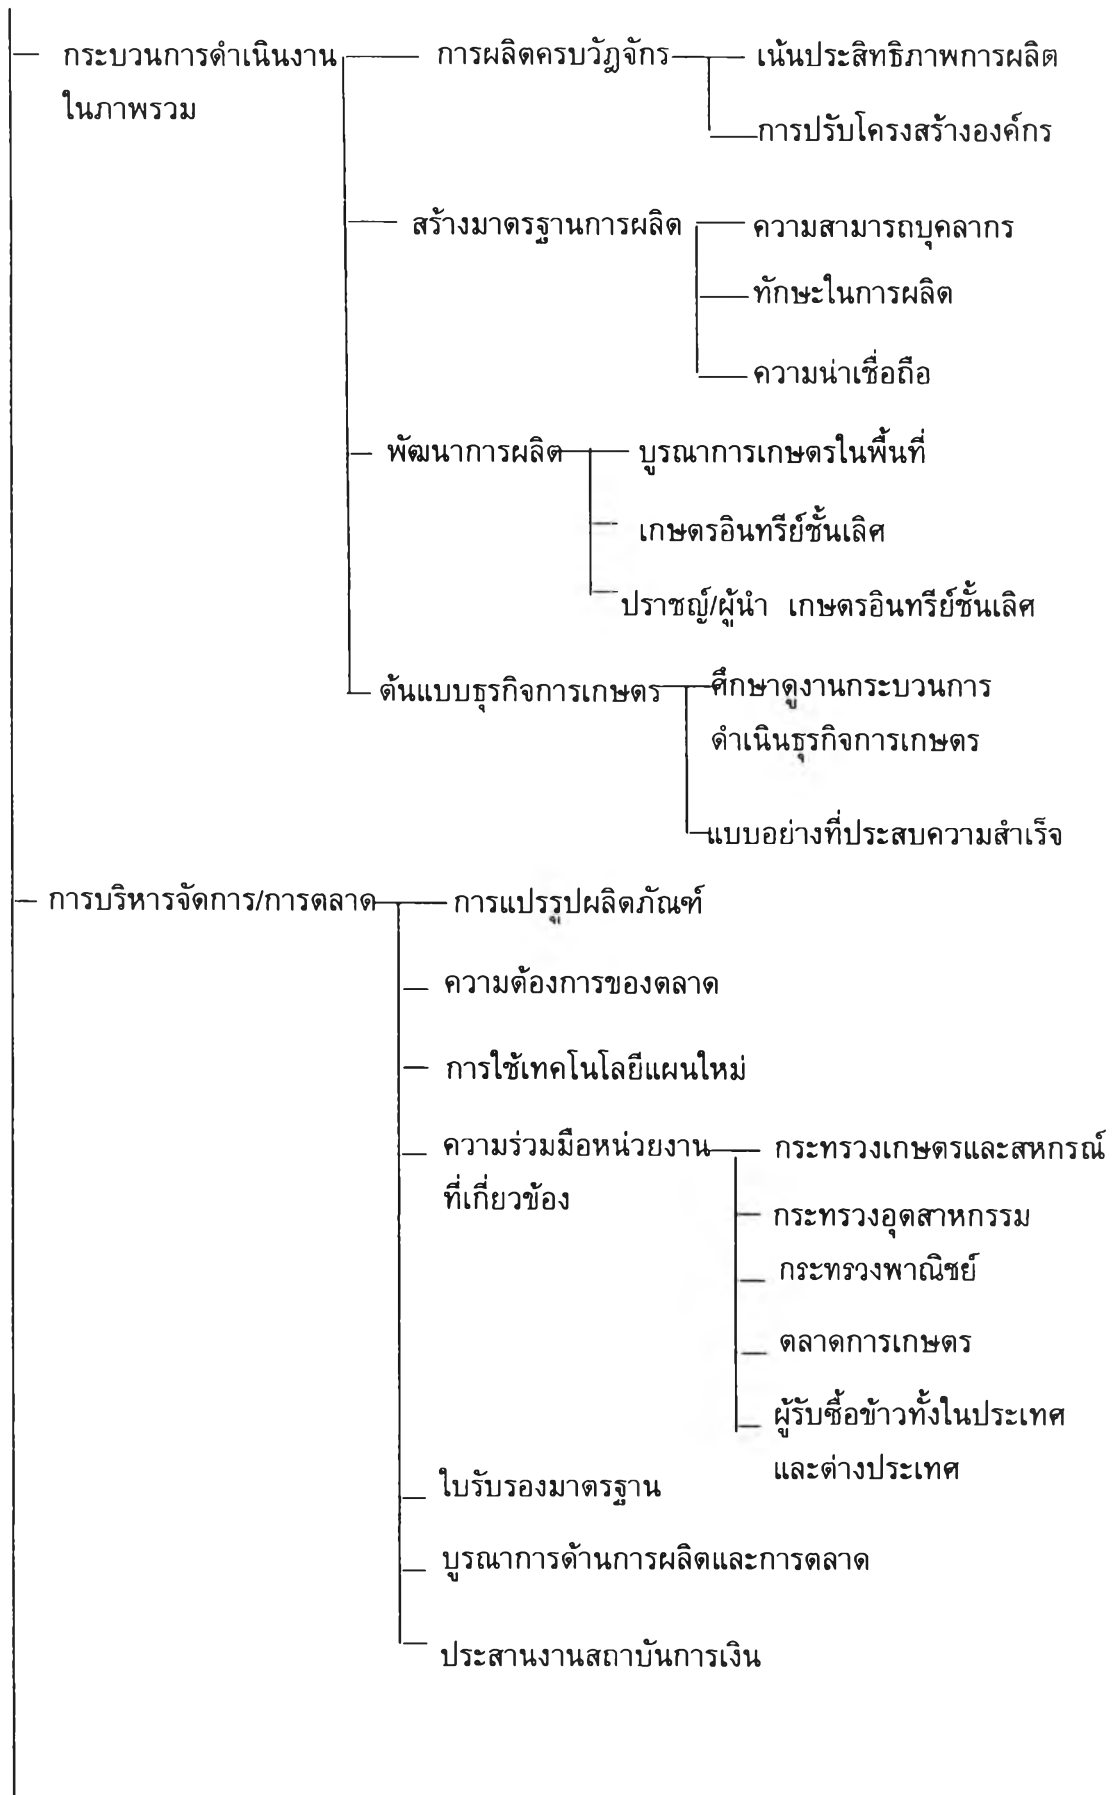 กระบวนการดำเนินงาน การผลิตครบวัฏจักร เน้นประสิทธิภาพการผลิต
ในภาพรวม
การปรับโครงสร้างองค์กร
สร้างมาตรฐานการผลิต ความสามารถบุคลากร
ทักษะในการผลิต
ความน่าเชื่อถือ
พัฒนาการผลิต บูรณาการเกษตรในพื้นที่
เกษตรอินทรีย์ชั้นเลิศ
ปราชญ์/ผู้นำ เกษตรอินทรีย์ชั้นเลิศ
ต้นแบบธุรกิจการเกษตร ศึกษาดูงานกระบวนการ
ดำเนินธุรกิจการเกษตร
แบบอย่างที่ประสบความสำเร็จ
การบริหารจัดการ/การตลาด การแปรรูปผลิตภัณฑ์
ความต้องการของตลาด
การใช้เทคโนโลยีแผนใหม่
ความร่วมมือหน่วยงาน กระทรวงเกษตรและสหกรณ์
ที่เกี่ยวข้อง
กระทรวงอุตสาหกรรม
กระทรวงพาณิชย์
ตลาดการเกษตร
ผู้รับซื้อข้าวทั้งในประเทศ
และต่างประเทศ
ใบรับรองมาตรฐาน
บูรณาการด้านการผลิตและการตลาด
ประสานงานสถาบันการเงิน